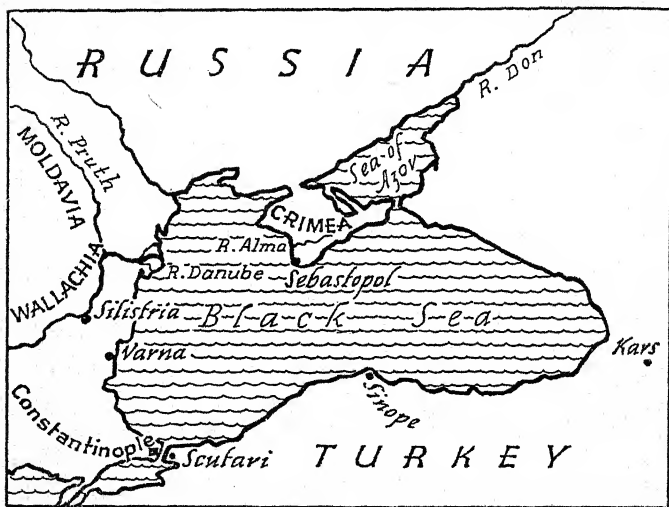 RUSSIA
R. Don
R. Pruth
MOLDAVIA
Sea of
Azov
CRIMEA
R. Alma
WALLACHIA
R. Danube
Sebastopol
Silistria
Black Sea
Varna
Kars
Sinope
Constantinople
Scutari
TURKEY